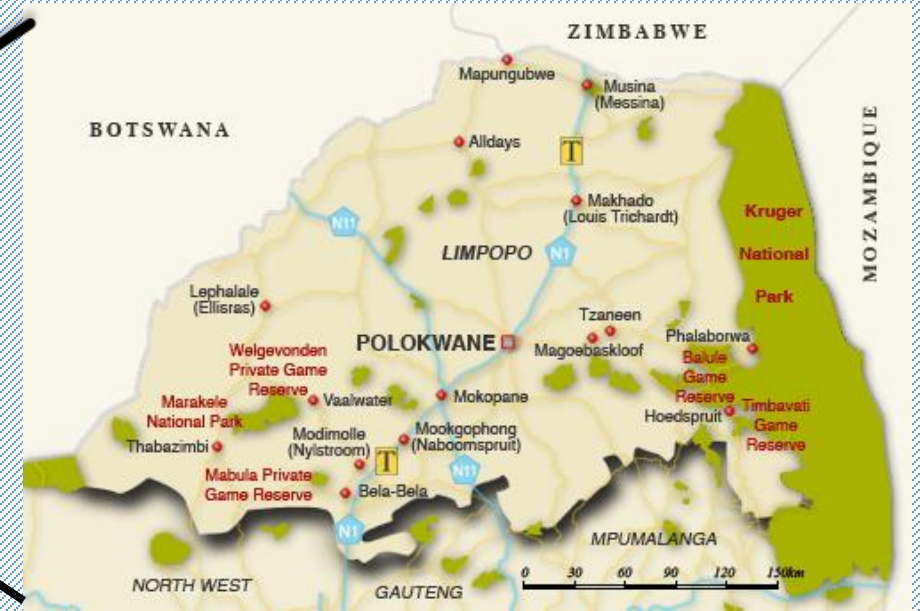 ZIMBABWE
Mapungubwe
Musina
(Messina)
BOTSWANA
MOZAMBIQUE
Alldays
T
Makhado
(Louis Trichardt)
Kruger
National
Park
N11
LIMPOPO
N1
Lephalale
(Ellisras)
Tzaneen
POLOKWANE
Magoebaskloof
Phalaborwa
Welgevonden
Private Game
Reserve
Balule
Game
Reserve
Vaalwater
Mokopane
Marakele
National Park
Timbavati
Game
Reserve
Hoedspruit
Thabazimbi
Modimolle
(Nylstroom)
Mookgophong
(Naboomspruit)
T
N11
Mabula Private
Game Reserve
Bela-Bela
N1
MPUMALANGA
NORTH WEST
GAUTENG
0 30 60 90 120 150km